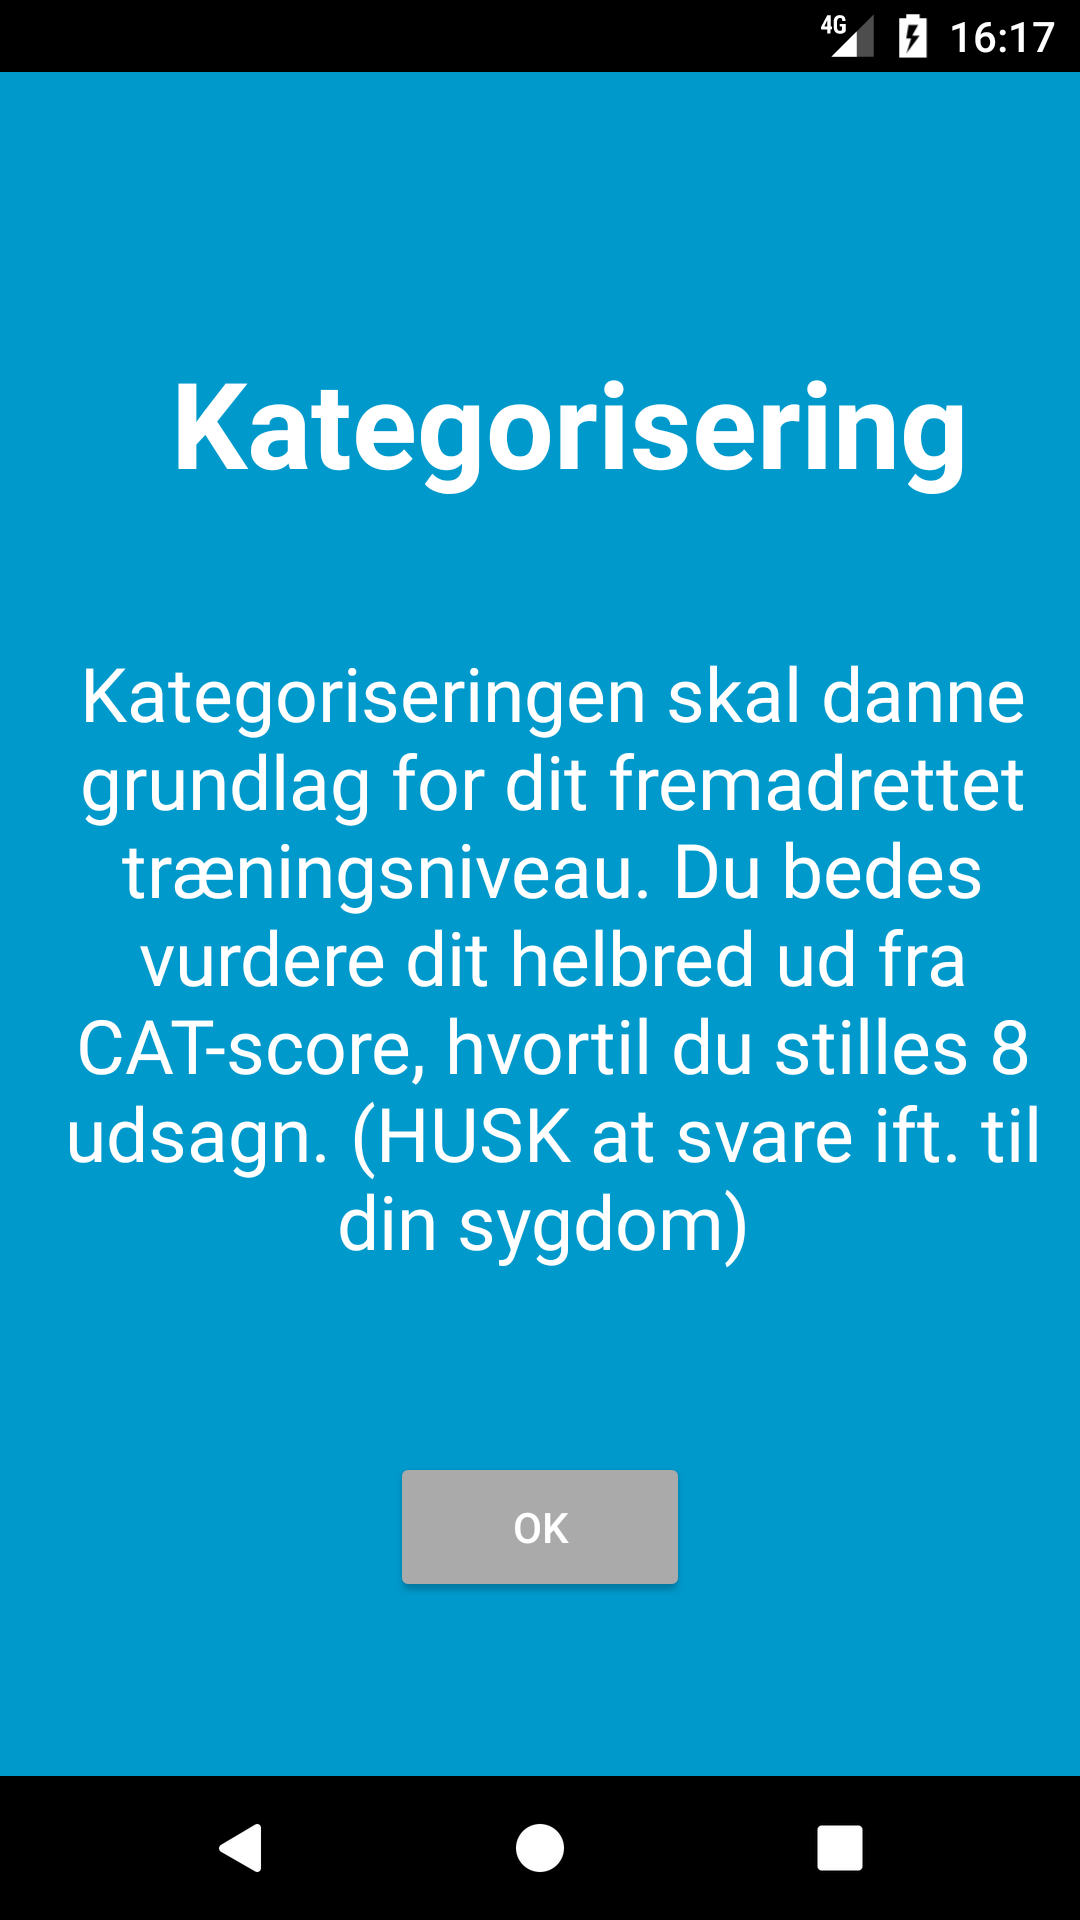 4G 16:17
Kategorisering
Kategoriseringen skal danne
grundlag for dit fremadrettet
træningsniveau. Du bedes
vurdere dit helbred ud fra
CAT-score, hvortil du stilles 8
udsagn. (HUSK at svare ift. til
din sygdom)
OK